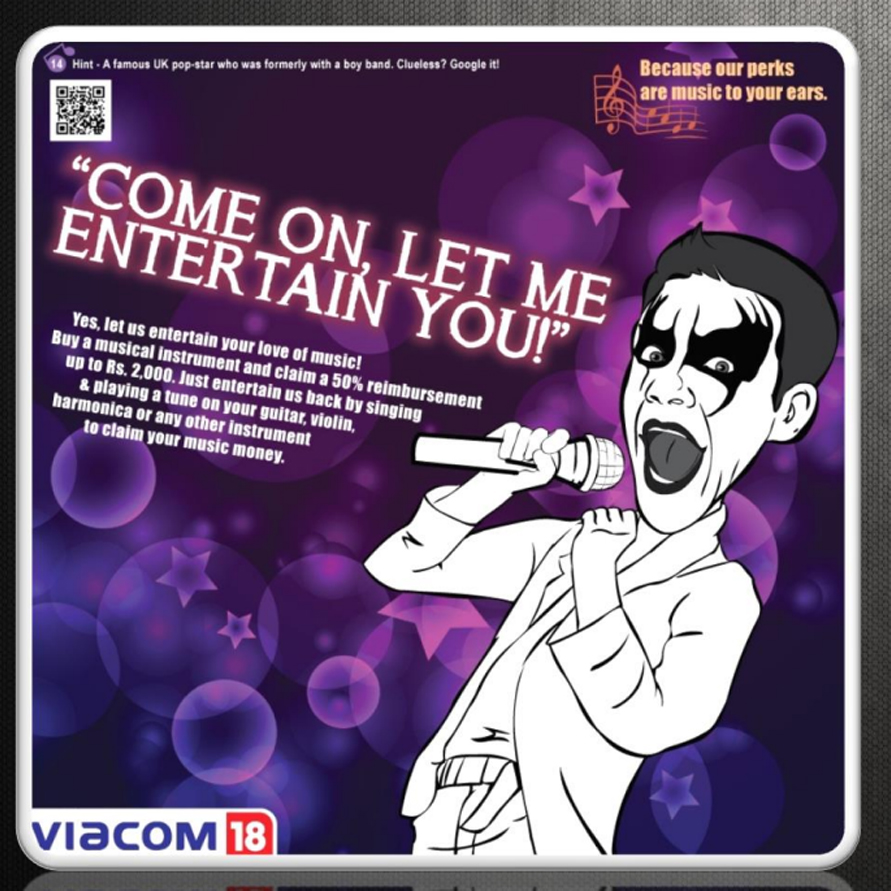 14 Hint - A famous UK pop-star who was formerly with a boy band. Clueless? Google it!
Because our perks
are music to your ears.
“COME ON, LET ME
ENTERTAIN YOU!”
Yes, let us entertain your love of music!
Buy a musical instrument and claim a 50% reimbursement
up to Rs. 2,000. Just entertain us back by singing
& playing a tune on your guitar, violin,
harmonica or any other instrument
to claim your music money.
VIACOM 18